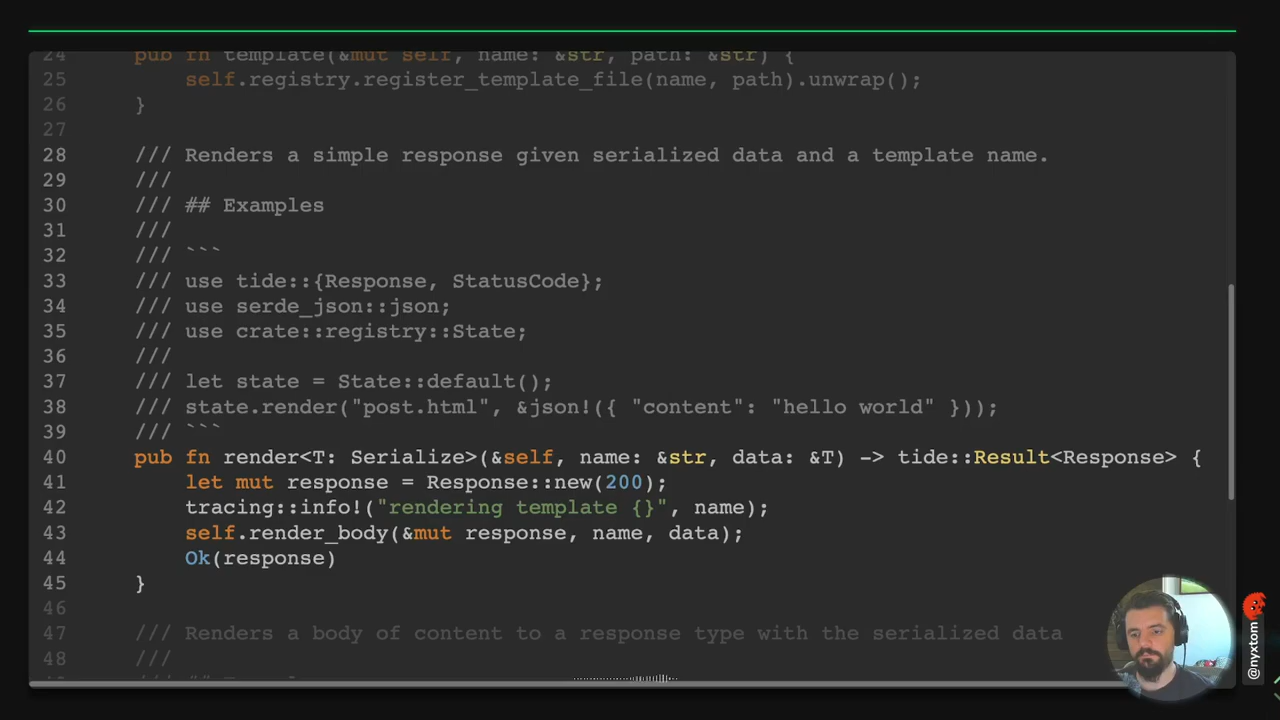 24 pub fn template(&mut self, name: &str, path: &str) {
25 self.registry.register_template_file(name, path).unwrap();
26 }
27
28 /// Renders a simple response given serialized data and a template name.
29 ///
30 /// ## Examples
31 ///
32 /// ```
33 /// use tide::{Response, StatusCode};
34 /// use serde_json::json;
35 /// use crate::registry::State;
36 ///
37 /// let state = State::default();
38 /// state.render("post.html", &json!({ "content": "hello world" }));
39 /// ```
40 pub fn render<T: Serialize>(&self, name: &str, data: &T) -> tide::Result<Response> {
41 let mut response = Response::new(200);
42 tracing::info!("rendering template {}", name);
43 self.render_body(&mut response, name, data);
44 Ok(response)
45 }
46
47 /// Renders a body of content to a response type with the serialized data
48 ///
@nyxtom